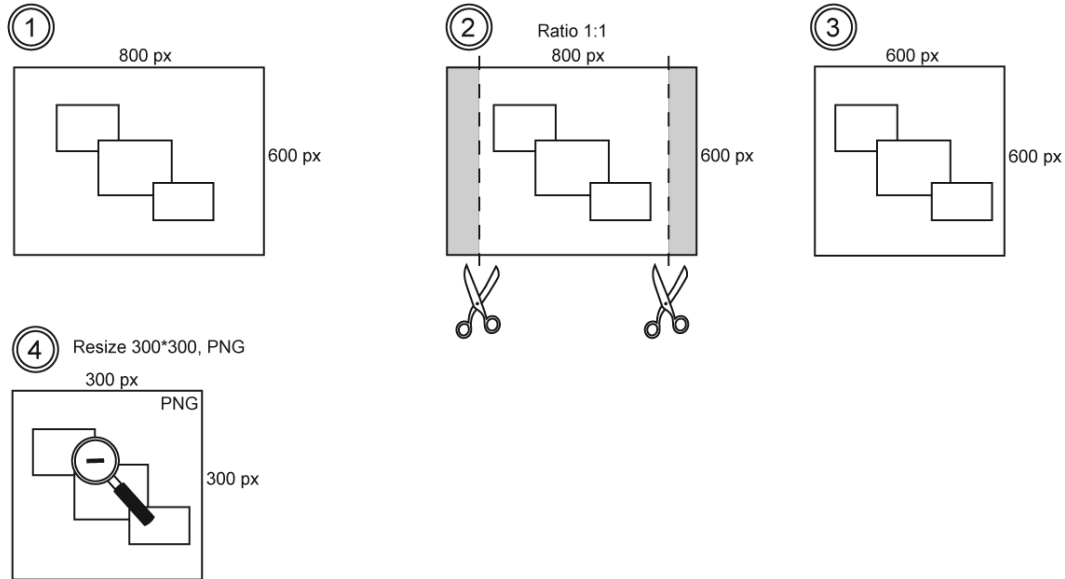 1
800 px
600 px
2
Ratio 1:1
800 px
600 px
3
600 px
600 px
4
Resize 300*300, PNG
300 px
PNG
300 px